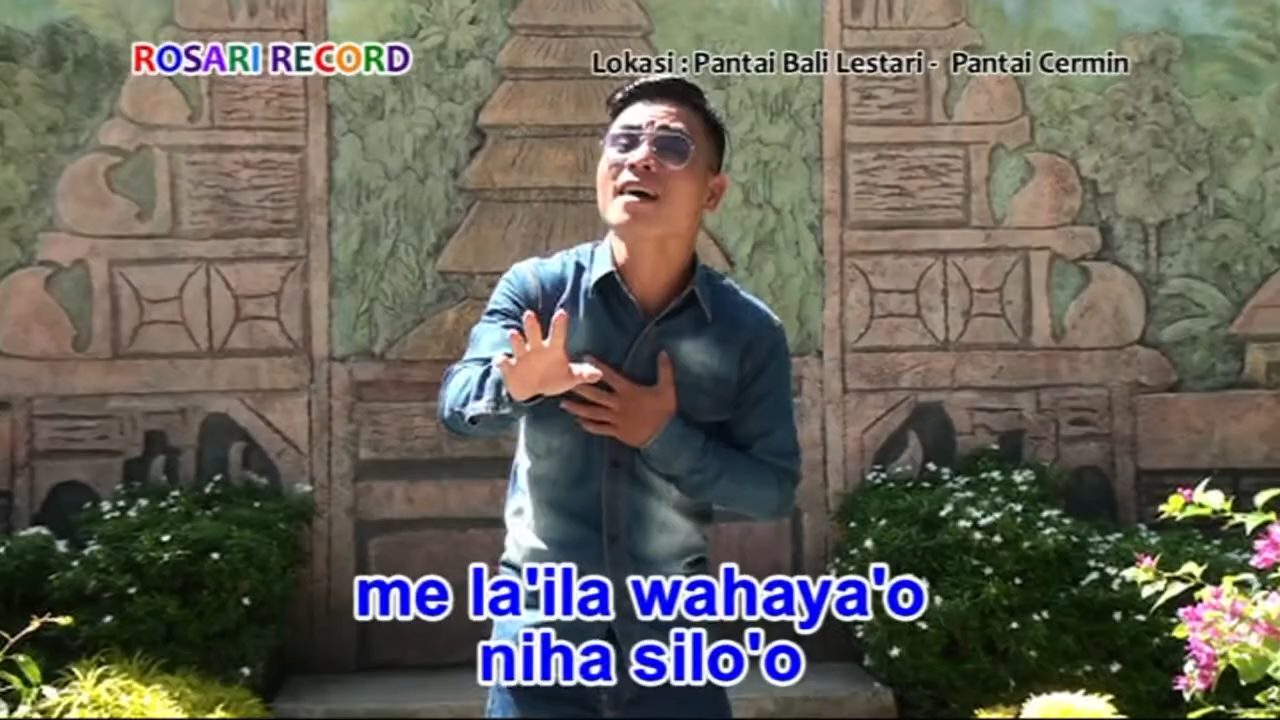 ROSARI RECORD
Lokasi : Pantai Bali Lestari - Pantai Cermin
me la'ila wahaya'o
niha silo'o